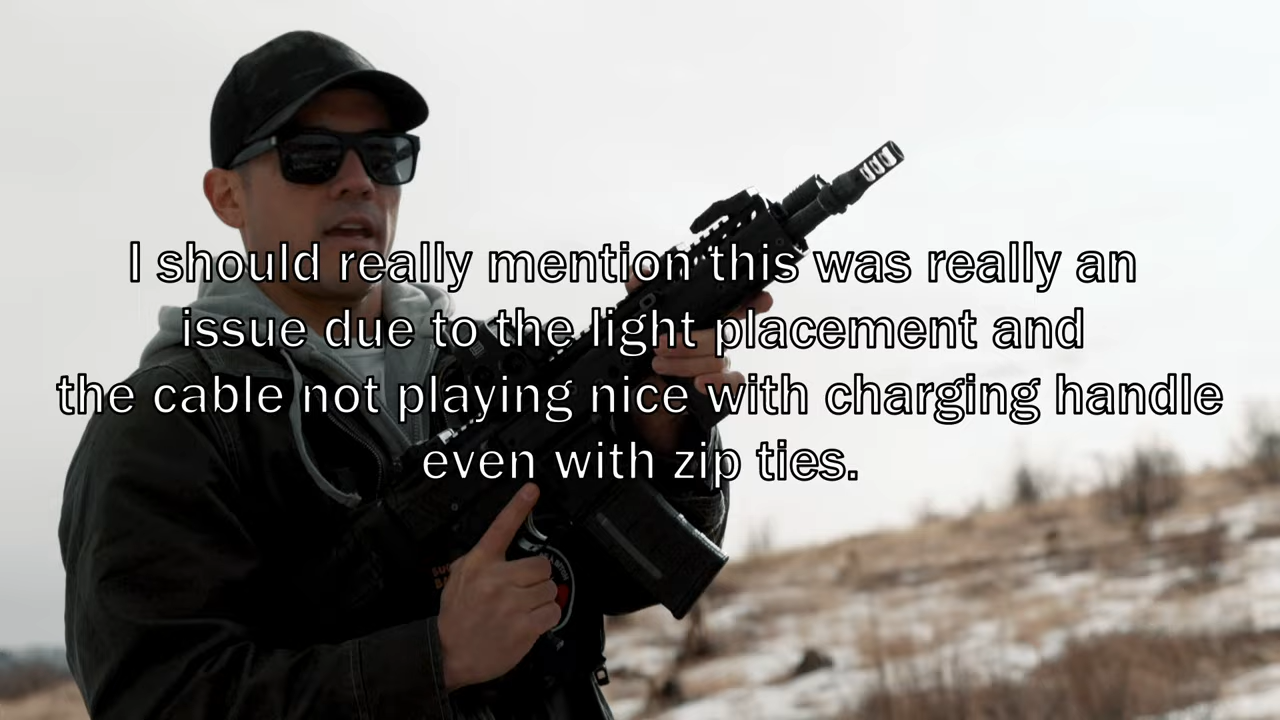 I should really mention this was really an
issue due to the light placement and
the cable not playing nice with charging handle
even with zip ties.